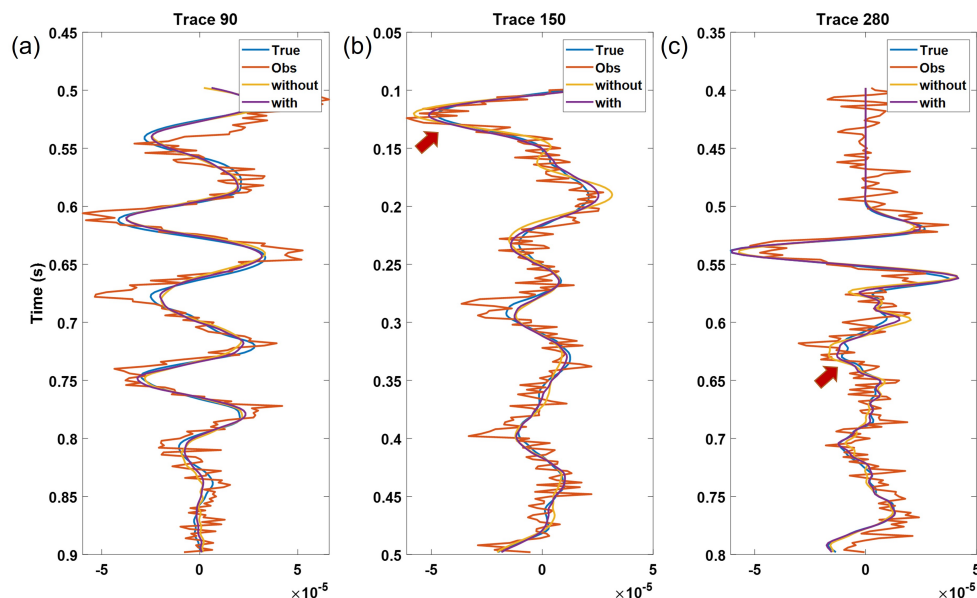 Trace 90
Trace 150
Trace 280
(a)
(b)
(c)
0.45
0.5
0.55
0.6
0.65
0.7
0.75
0.8
0.85
0.9
Time (s)
-5
0
5
×10⁻⁵
True
Obs
without
with
0.05
0.1
0.15
0.2
0.25
0.3
0.35
0.4
0.45
0.5
-5
0
5
×10⁻⁵
True
Obs
without
with
0.35
0.4
0.45
0.5
0.55
0.6
0.65
0.7
0.75
0.8
-5
0
5
×10⁻⁵
True
Obs
without
with